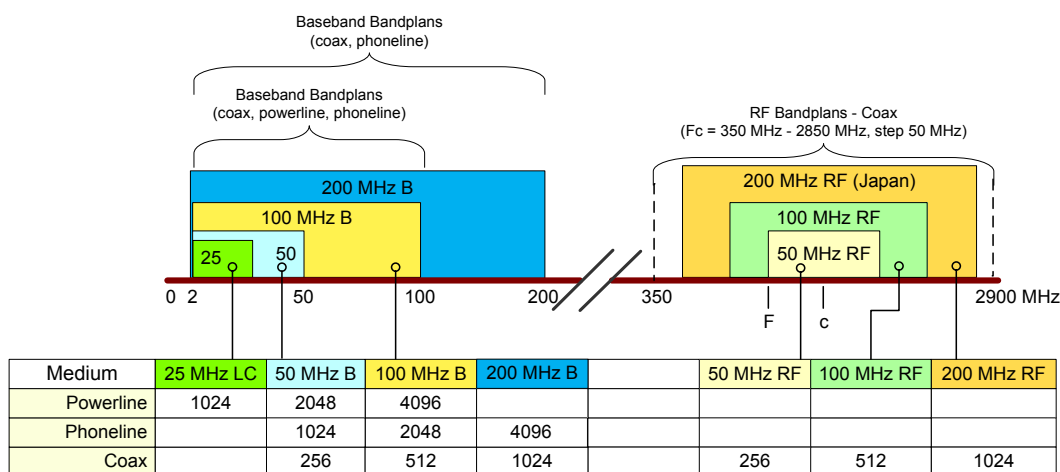 Baseband Bandplans
(coax, phoneline)
Baseband Bandplans
(coax, powerline, phoneline)
RF Bandplans - Coax
(Fc = 350 MHz - 2850 MHz, step 50 MHz)
200 MHz B
100 MHz B
25
50
200 MHz RF (Japan)
100 MHz RF
50 MHz RF
0 2 50 100 200 350 2900 MHz
F c
Medium 25 MHz LC 50 MHz B 100 MHz B 200 MHz B 50 MHz RF 100 MHz RF 200 MHz RF
Powerline 1024 2048 4096
Phoneline 1024 2048 4096
Coax 256 512 1024 256 512 1024